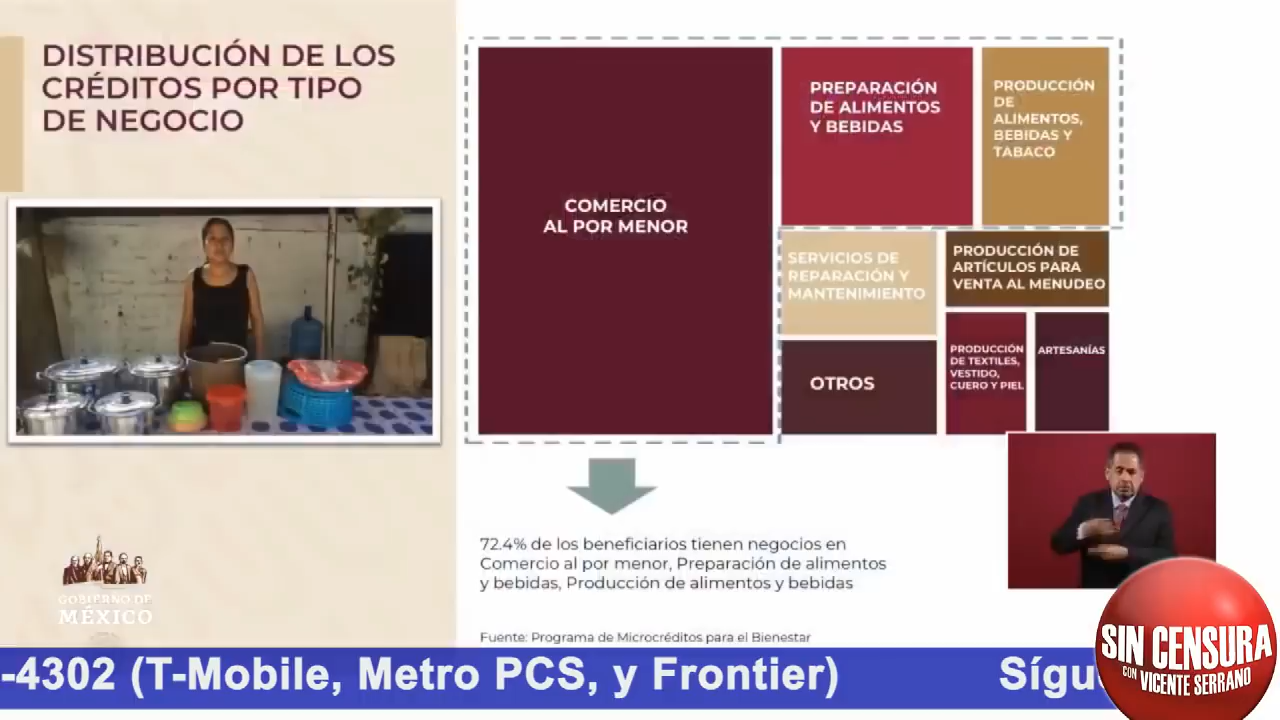 DISTRIBUCIÓN DE LOS
CRÉDITOS POR TIPO
DE NEGOCIO
COMERCIO
AL POR MENOR
PREPARACIÓN
DE ALIMENTOS
Y BEBIDAS
PRODUCCIÓN
DE
ALIMENTOS,
BEBIDAS Y
TABACO
SERVICIOS DE
REPARACIÓN Y
MANTENIMIENTO
PRODUCCIÓN DE
ARTÍCULOS PARA
VENTA AL MENUDEO
OTROS
PRODUCCIÓN
DE TEXTILES,
VESTIDO,
CUERO Y PIEL
ARTESANÍAS
72.4% de los beneficiarios tienen negocios en
Comercio al por menor, Preparación de alimentos
y bebidas, Producción de alimentos y bebidas
Fuente: Programa de Microcréditos para el Bienestar
GOBIERNO DE
MÉXICO
-4302 (T-Mobile, Metro PCS, y Frontier)
Sígu
SIN CENSURA
CON VICENTE SERRANO